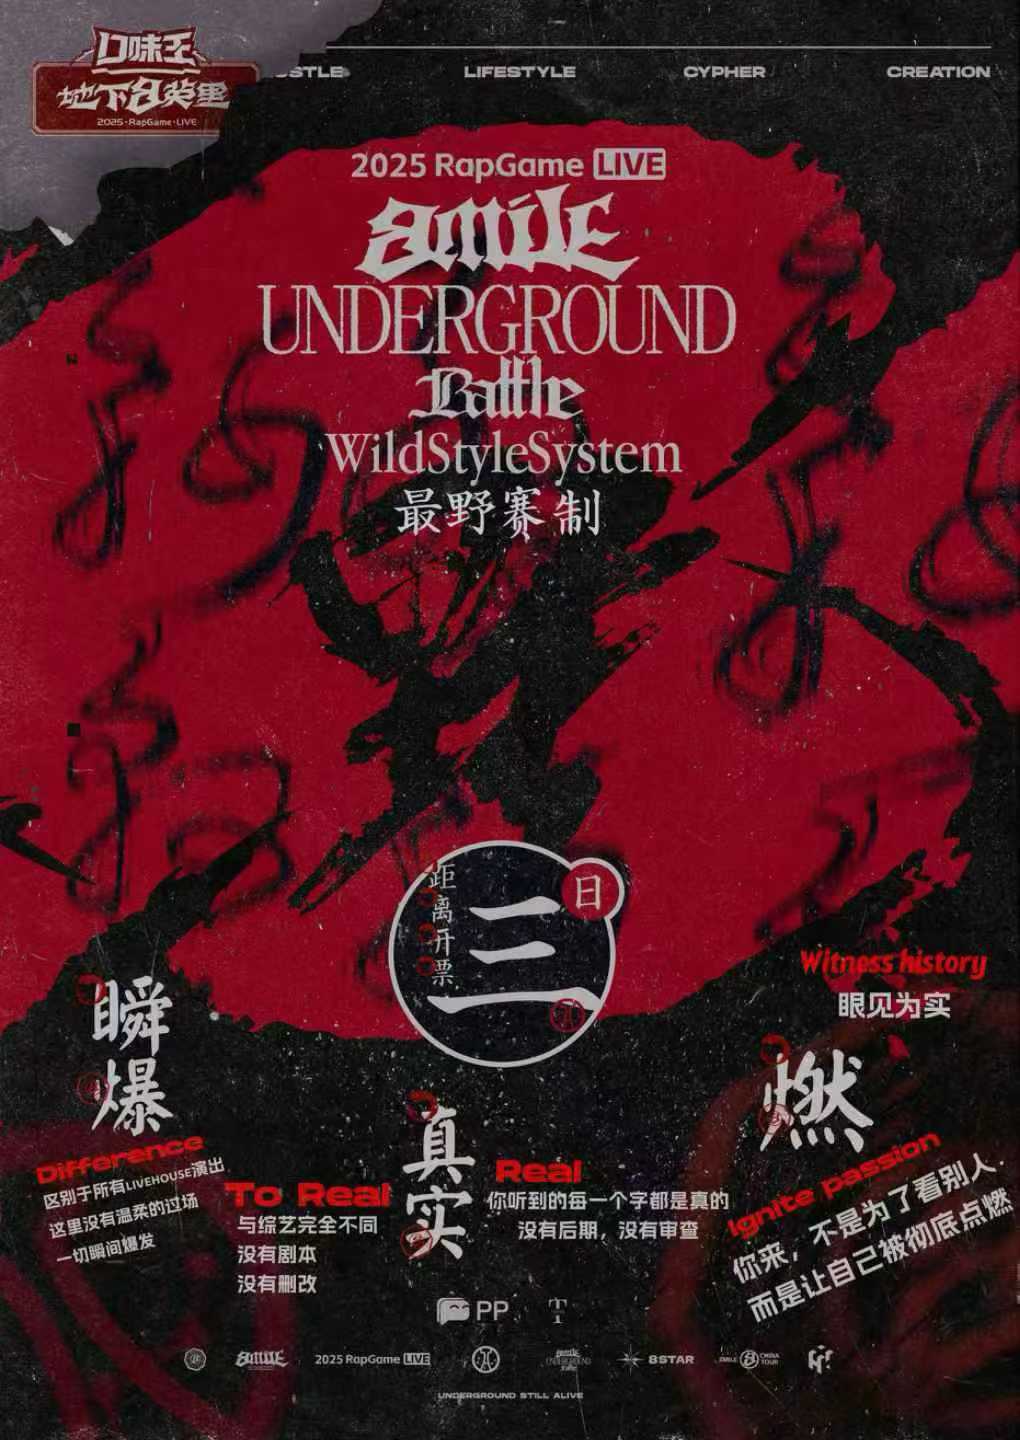 口味王
地下8英里
2025·RapGame·LIVE
LIFESTYLE
CYPHER
CREATION
2025 RapGame LIVE
8mile
UNDERGROUND
Battle
WildStyleSystem
最野赛制
距离开票
三
日
瞬爆
Difference
区别于所有LIVEHOUSE演出
这里没有温柔的过场
一切瞬间爆发
To Real
与综艺完全不同
没有剧本
没有删改
真实
Real
你听到的每一个字都是真的
没有后期，没有审查
Witness history
眼见为实
燃
Ignite passion
你来，不是为了看别人.
而是让自己被彻底点燃
PP
8mile
2025 RapGame LIVE
8mile
UNDERGROUND
8STAR
8MILE
CHINA
TOUR
UNDERGROUND STILL ALIVE